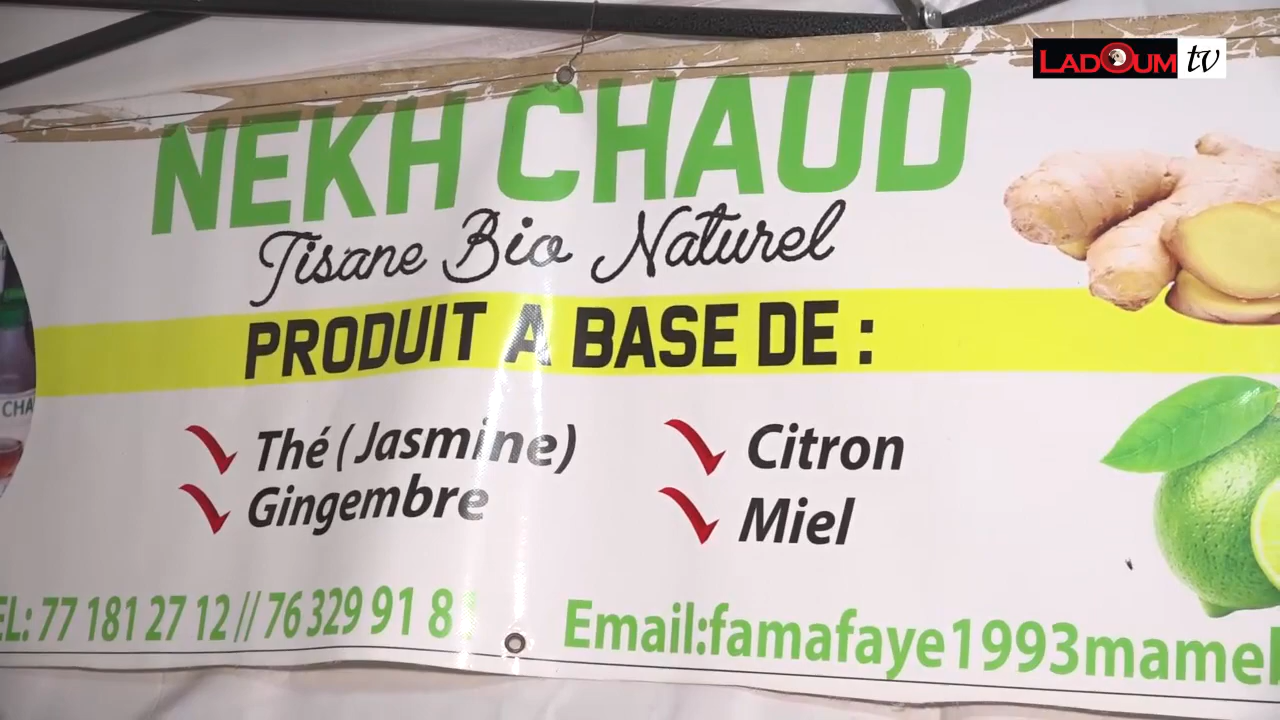 LADOUM tv
NEKH CHAUD
Tisane Bio Naturel
PRODUIT A BASE DE :
CHA
Thé (Jasmine)
Citron
Gingembre
Miel
EL: 77 181 27 12 // 76 329 91 8
Email:famafaye1993mame